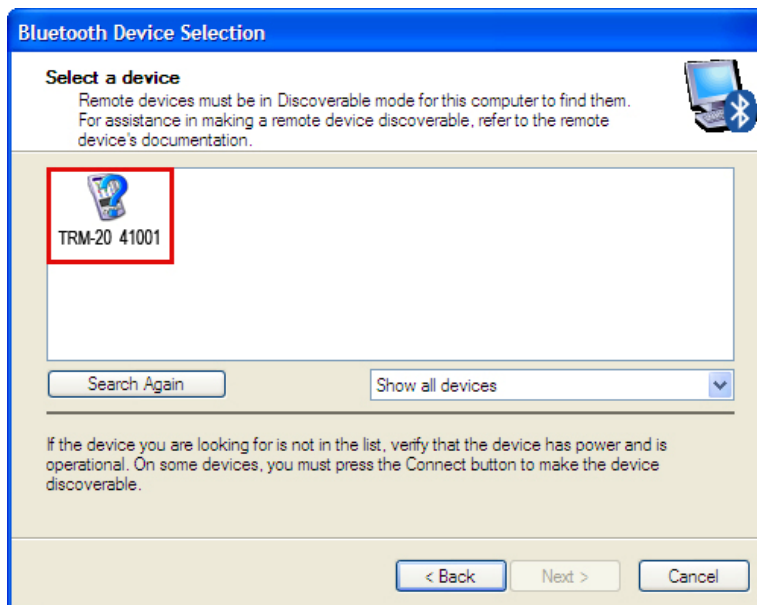 Bluetooth Device Selection
Select a device
Remote devices must be in Discoverable mode for this computer to find them.
For assistance in making a remote device discoverable, refer to the remote
device's documentation.
TRM-20 41001
Search Again
Show all devices
If the device you are looking for is not in the list, verify that the device has power and is
operational. On some devices, you must press the Connect button to make the device
discoverable.
< Back
Next >
Cancel